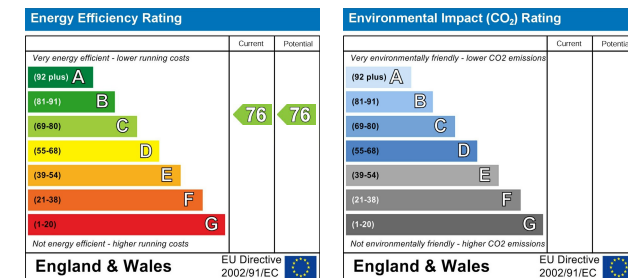 Energy Efficiency Rating
Current Potential
Very energy efficient - lower running costs
(92 plus) A
(81-91) B
(69-80) C
76 76
(55-68) D
(39-54) E
(21-38) F
(1-20) G
Not energy efficient - higher running costs
England & Wales
EU Directive
2002/91/EC
Environmental Impact (CO₂) Rating
Current Potentia
Very environmentally friendly - lower CO2 emissions
(92 plus) A
(81-91) B
(69-80) C
(55-68) D
(39-54) E
(21-38) F
(1-20) G
Not environmentally friendly - higher CO2 emissions
England & Wales
EU Directive
2002/91/EC